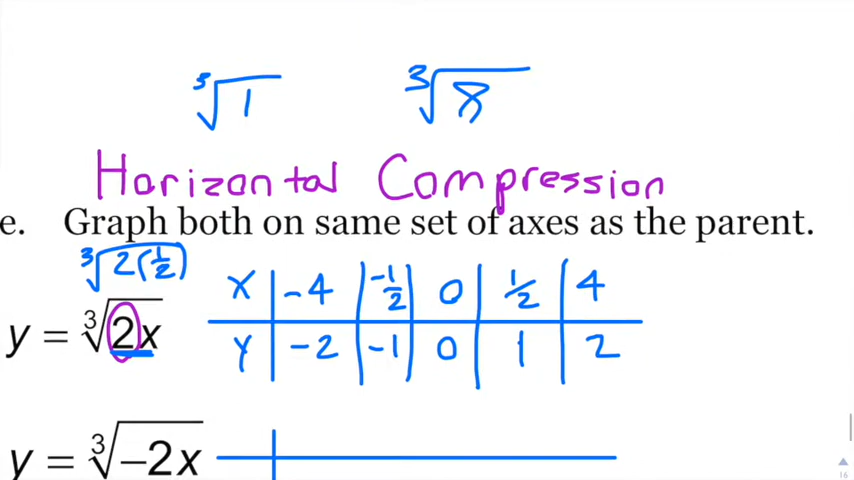 ∛1 ∛8
Horizontal Compression
e. Graph both on same set of axes as the parent.
∛2(1/2)
X -4 -1/2 0 1/2 4
y = ∛2x
Y -2 -1 0 1 2
y = ∛-2x
16